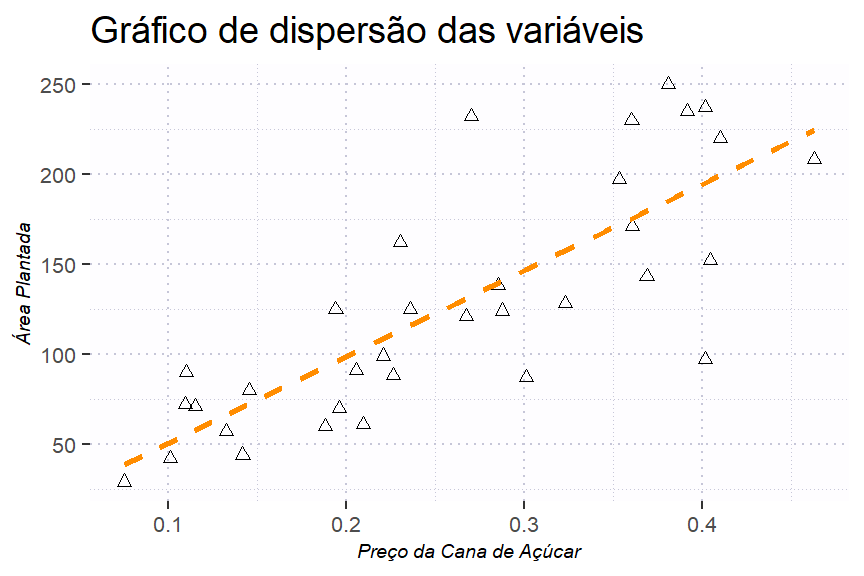 Gráfico de dispersão das variáveis
250
200
150
100
50
Área Plantada
0.1 0.2 0.3 0.4
Preço da Cana de Açúcar